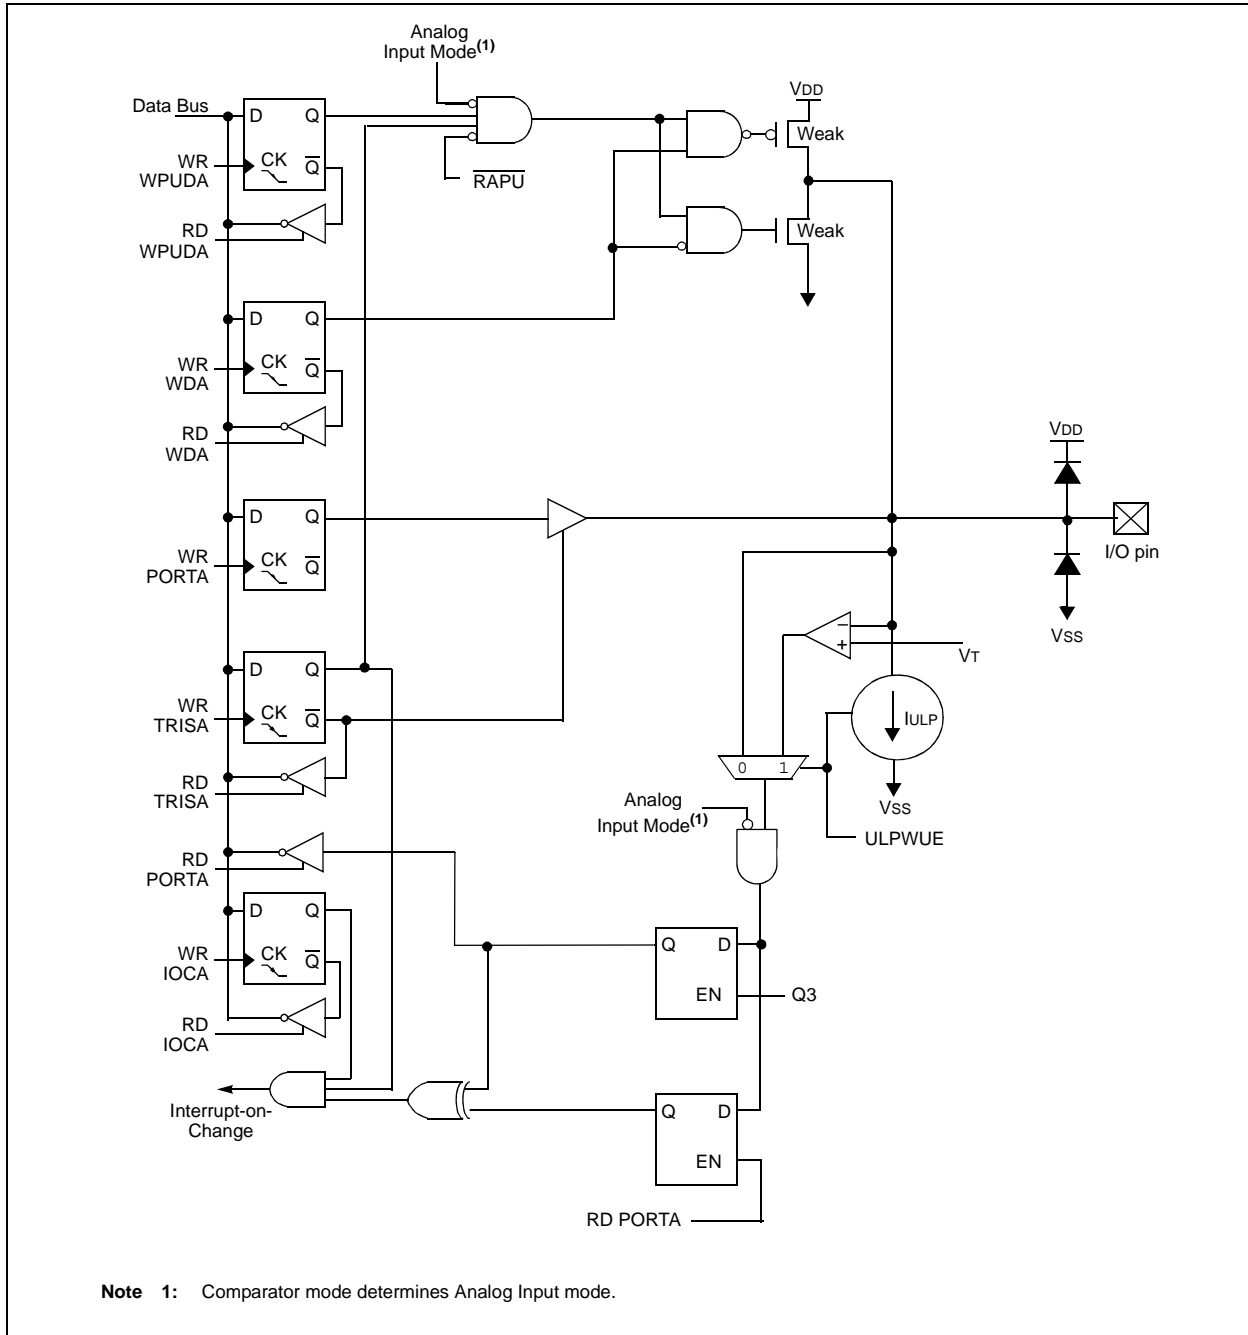 Analog
Input Mode(1)
VDD
Data Bus
D Q
Weak
WR
WPUDA
CK Q
RAPU
RD
WPUDA
Weak
D Q
WR
WDA
CK Q
RD
WDA
VDD
D Q
WR
PORTA
CK Q
I/O pin
VSS
− 
+
VT
D Q
WR
TRISA
CK Q
IULP
RD
TRISA
0 1
VSS
Analog
Input Mode(1)
ULPWUE
RD
PORTA
D Q
WR
IOCA
CK Q
Q D
EN
Q3
RD
IOCA
Interrupt-on-
Change
Q D
EN
RD PORTA
Note 1: Comparator mode determines Analog Input mode.